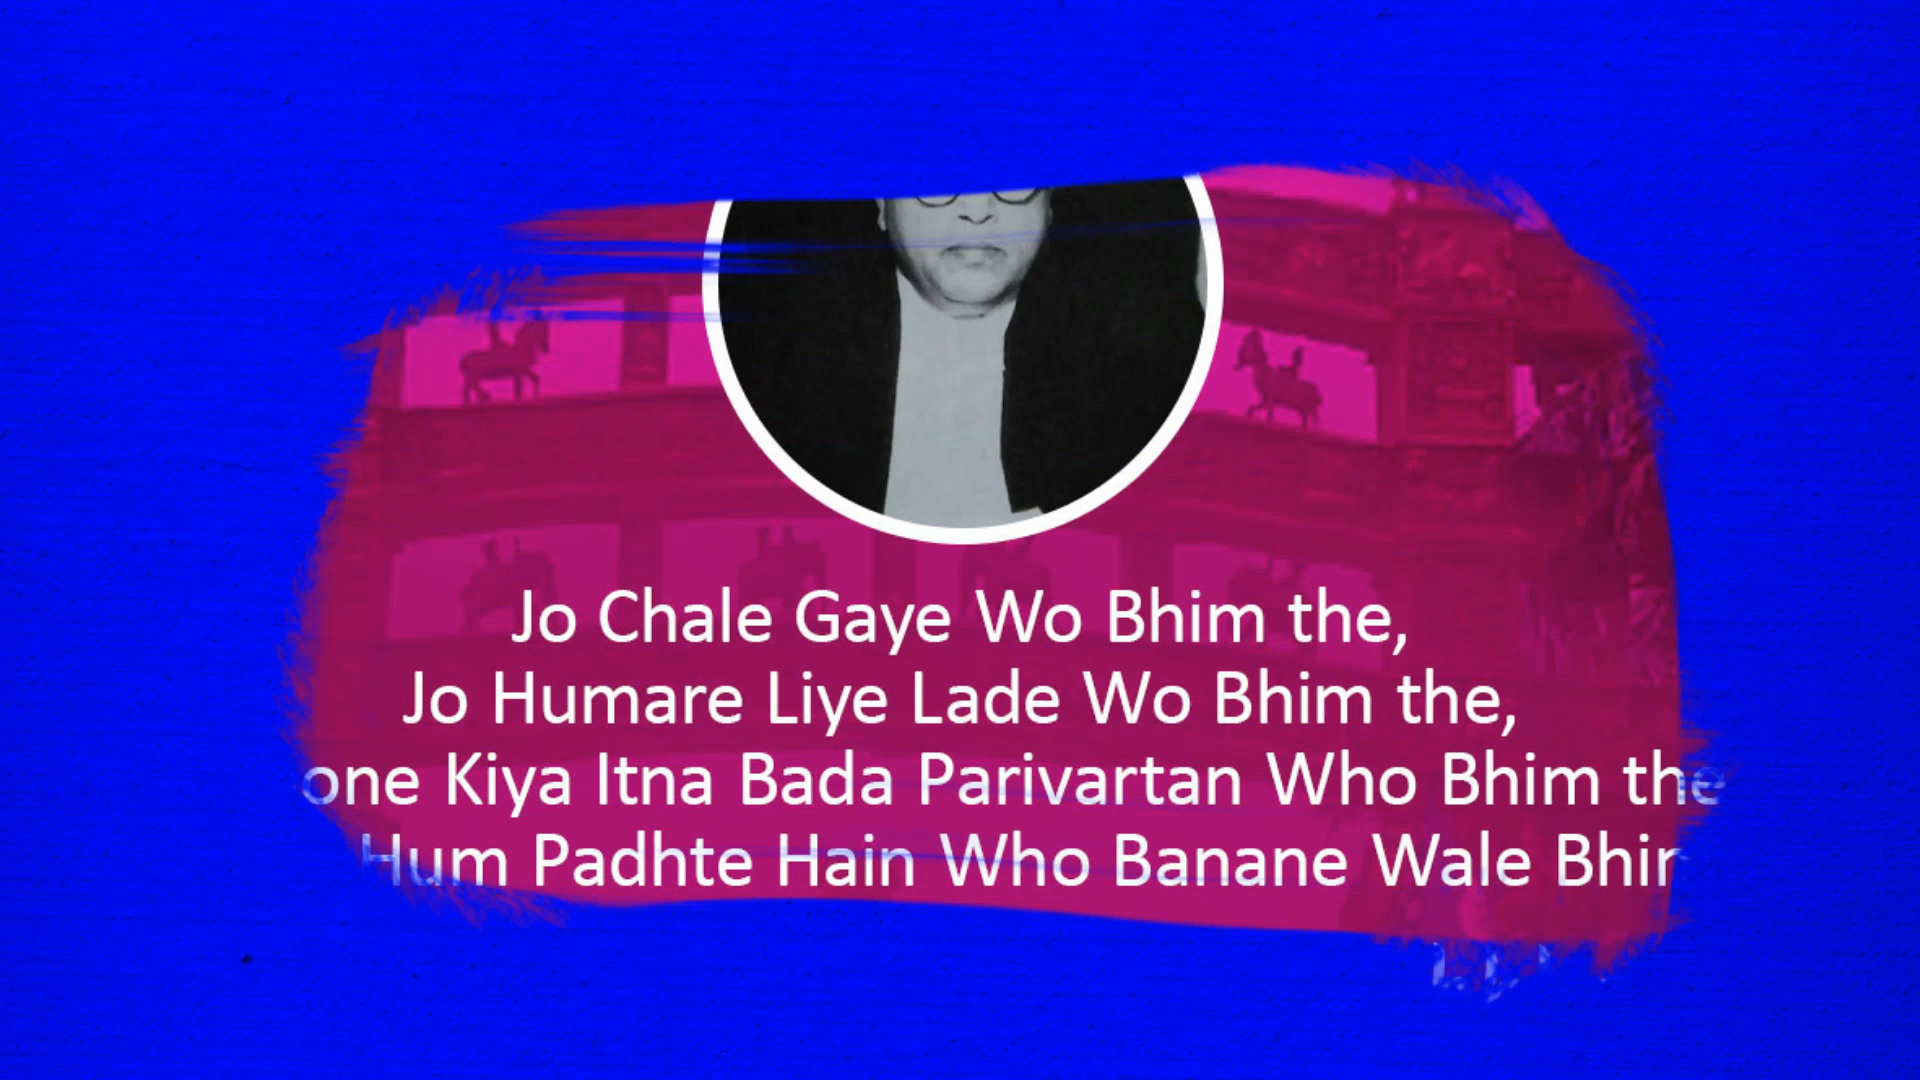 Jo Chale Gaye Wo Bhim the,
Jo Humare Liye Lade Wo Bhim the,
Kiya Itna Bada Parivartan Who Bhim the
Hum Padhte Hain Who Banane Wale